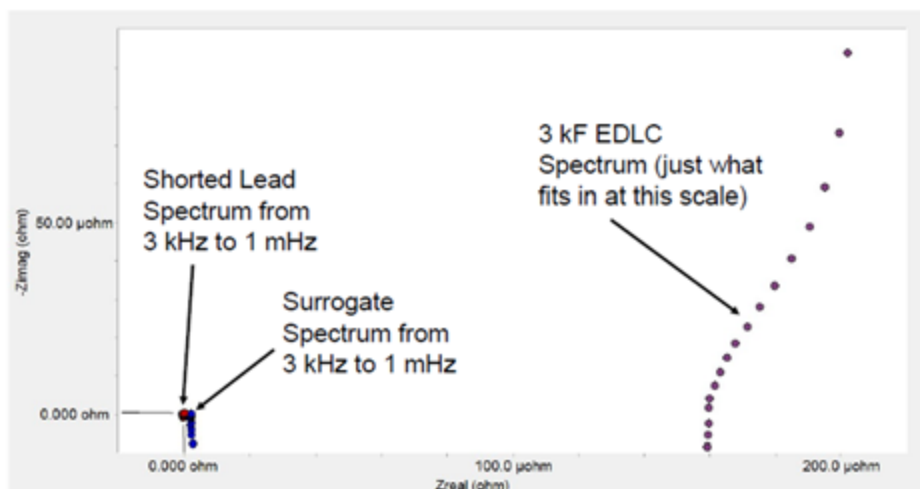 3 kF EDLC
Spectrum (just what
fits in at this scale)
Shorted Lead
Spectrum from
3 kHz to 1 mHz
50.00 µohm
-Zimag (ohm)
Surrogate
Spectrum from
3 kHz to 1 mHz
0.000 ohm
0.000 ohm
100.0 µohm
200.0 µohm
Zreal (ohm)